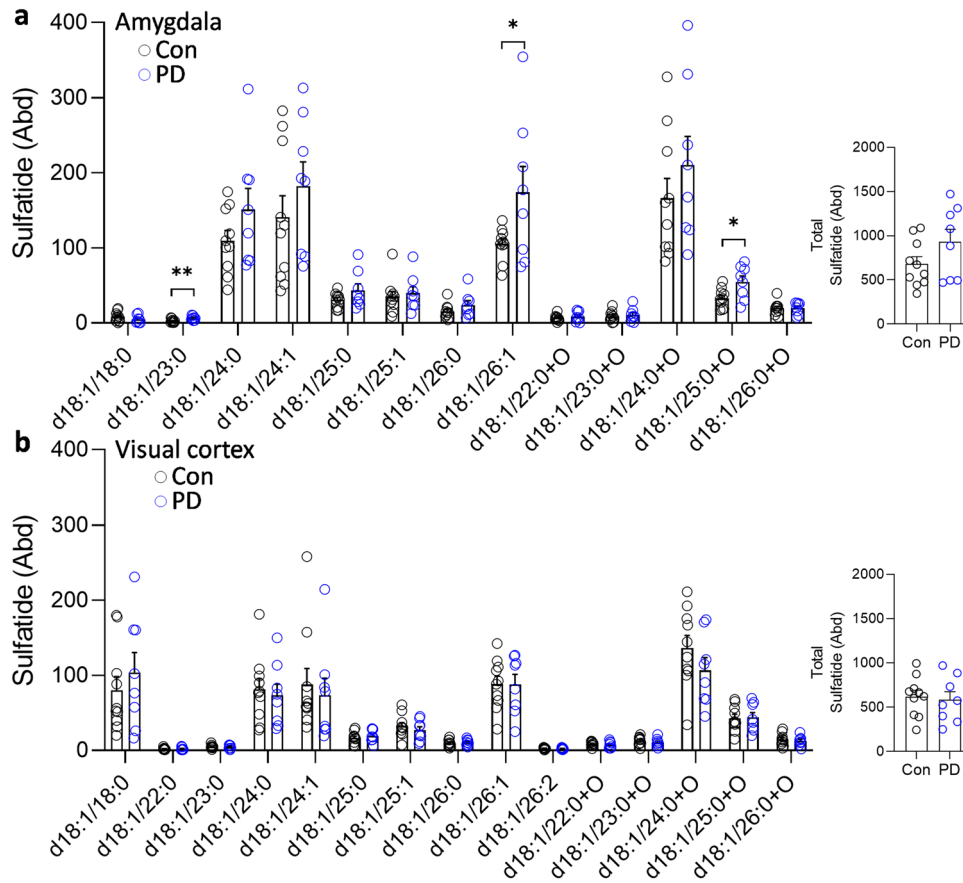 a
Amygdala
Con
PD
Sulfatide (Abd)
400
300
200
100
0
**
*
*
d18:1/18:0
d18:1/23:0
d18:1/24:0
d18:1/24:1
d18:1/25:0
d18:1/25:1
d18:1/26:0
d18:1/26:1
d18:1/22:0+O
d18:1/23:0+O
d18:1/24:0+O
d18:1/25:0+O
d18:1/26:0+O
Total
Sulfatide (Abd)
2000
1500
1000
500
0
Con PD
b
Visual cortex
Con
PD
Sulfatide (Abd)
400
300
200
100
0
d18:1/18:0
d18:1/22:0
d18:1/23:0
d18:1/24:0
d18:1/24:1
d18:1/25:0
d18:1/25:1
d18:1/26:0
d18:1/26:1
d18:1/26:2
d18:1/22:0+O
d18:1/23:0+O
d18:1/24:0+O
d18:1/25:0+O
d18:1/26:0+O
Total
Sulfatide (Abd)
2000
1500
1000
500
0
Con PD